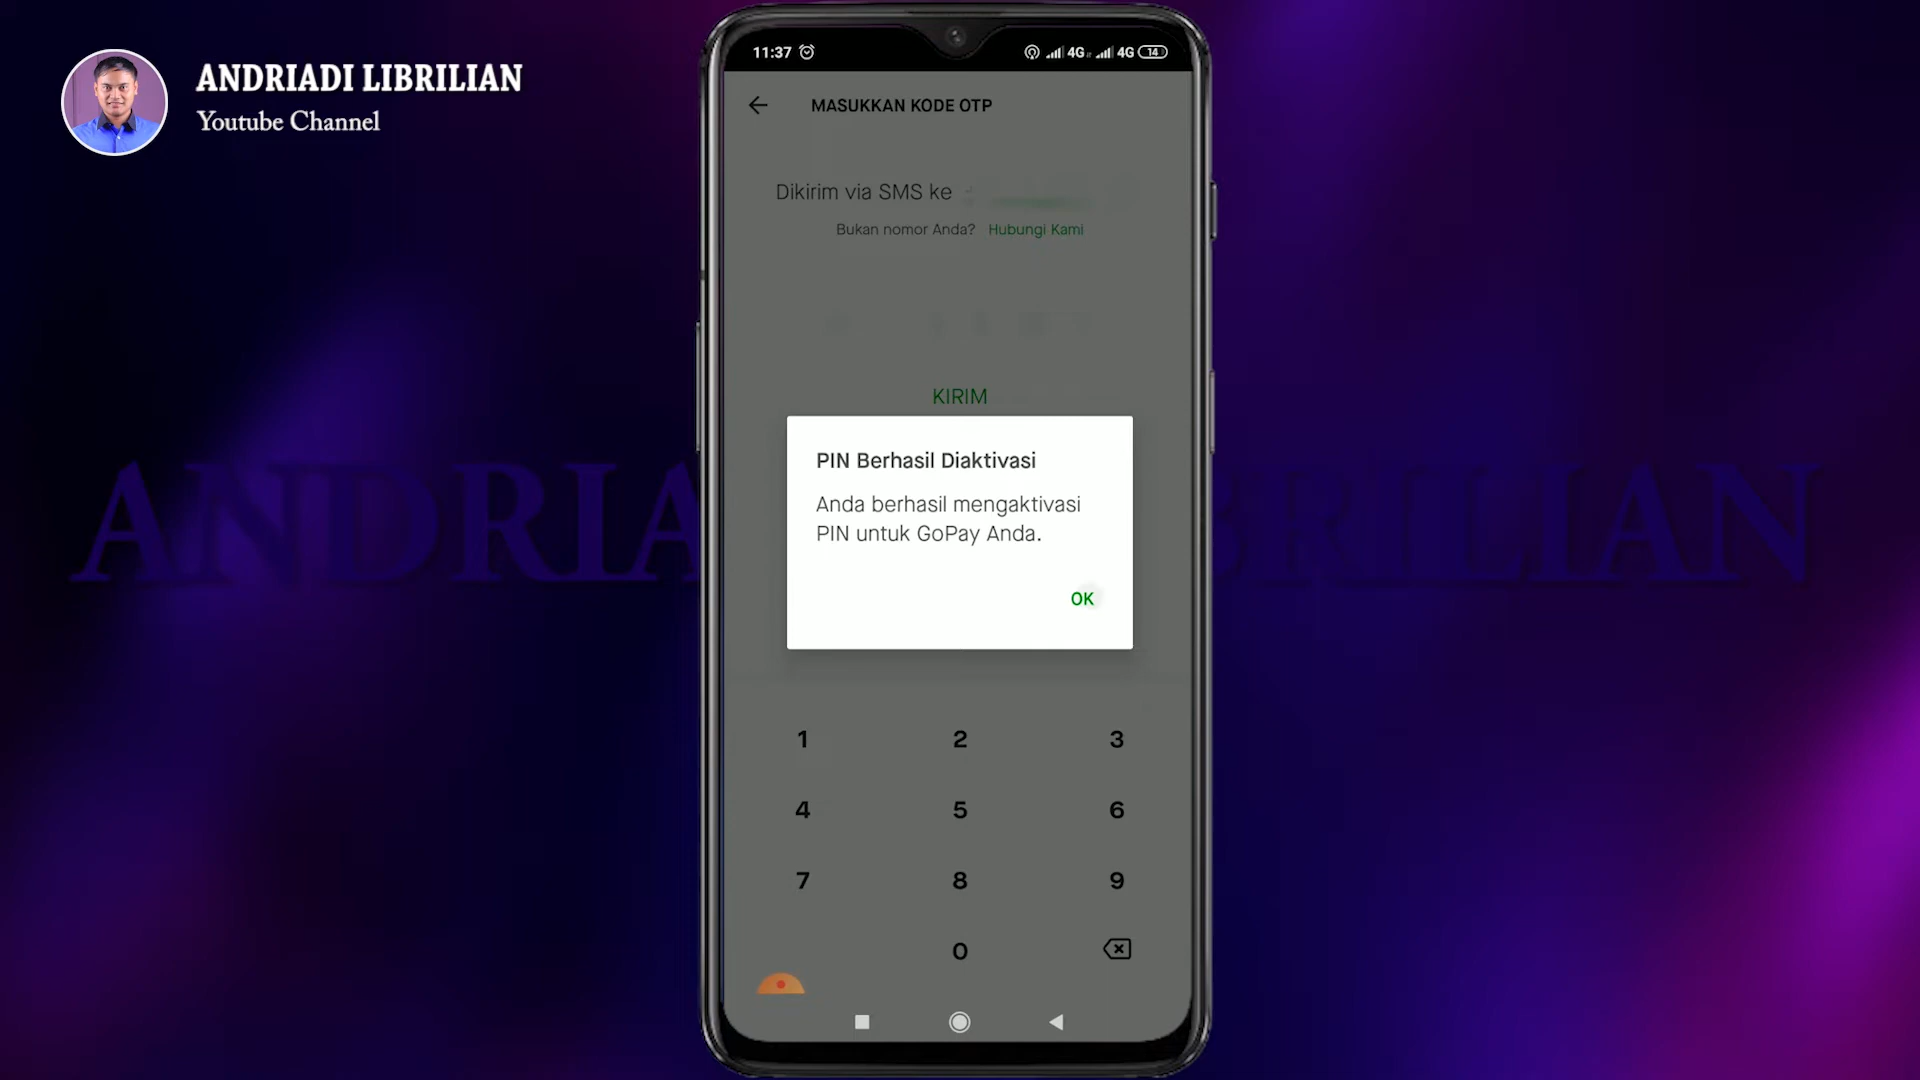 ANDRIADI LIBRILIAN
Youtube Channel
11:37
4G 4G 14
MASUKKAN KODE OTP
Dikirim via SMS ke
Bukan nomor Anda? Hubungi Kami
KIRIM
PIN Berhasil Diaktivasi
Anda berhasil mengaktivasi
PIN untuk GoPay Anda.
OK
ANDRIA BRILIAN
1 2 3
4 5 6
7 8 9
0